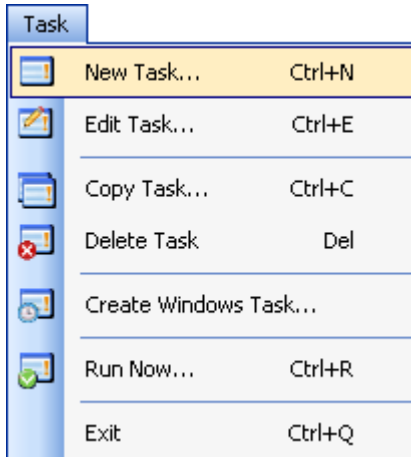 Task
New Task... Ctrl+N
Edit Task... Ctrl+E
Copy Task... Ctrl+C
Delete Task Del
Create Windows Task...
Run Now... Ctrl+R
Exit Ctrl+Q